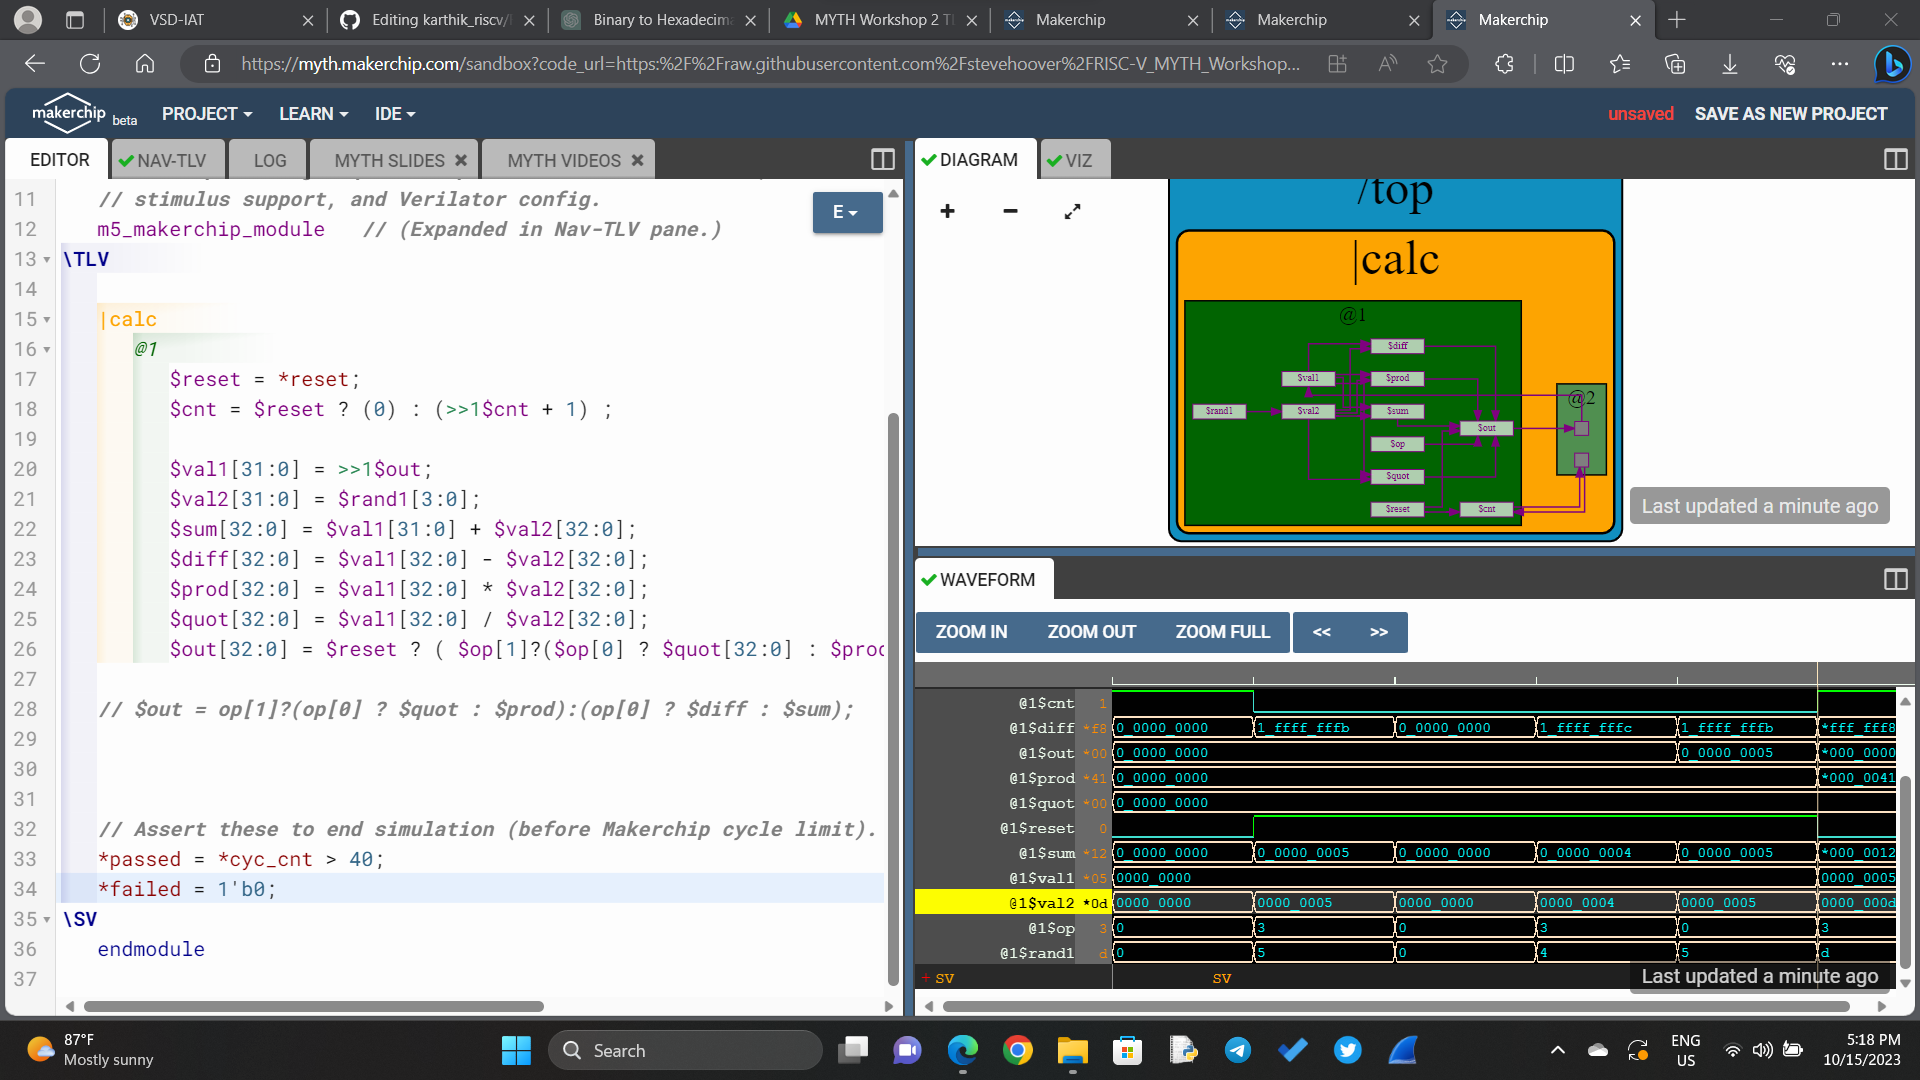 VSD-IAT
Editing karthik_riscv/
Binary to Hexadecima
MYTH Workshop 2 TL
Makerchip
Makerchip
Makerchip
https://myth.makerchip.com/sandbox?code_url=https:%2F%2Fraw.githubusercontent.com%2Fstevehoover%2FRISC-V_MYTH_Workshop...
makerchip beta
PROJECT
LEARN
IDE
unsaved
SAVE AS NEW PROJECT
EDITOR
NAV-TLV
LOG
MYTH SLIDES
MYTH VIDEOS
E
11 // stimulus support, and Verilator config.
12 m5_makerchip_module // (Expanded in Nav-TLV pane.)
13 \TLV
14
15 |calc
16 @1
17 $reset = *reset;
18 $cnt = $reset ? (0) : (>>1$cnt + 1) ;
19
20 $val1[31:0] = >>1$out;
21 $val2[31:0] = $rand1[3:0];
22 $sum[32:0] = $val1[31:0] + $val2[32:0];
23 $diff[32:0] = $val1[32:0] - $val2[32:0];
24 $prod[32:0] = $val1[32:0] * $val2[32:0];
25 $quot[32:0] = $val1[32:0] / $val2[32:0];
26 $out[32:0] = $reset ? ( $op[1]?($op[0] ? $quot[32:0] : $proc
27
28 // $out = op[1]?(op[0] ? $quot : $prod):(op[0] ? $diff : $sum);
29
30
31
32 // Assert these to end simulation (before Makerchip cycle limit).
33 *passed = *cyc_cnt > 40;
34 *failed = 1'b0;
35 \SV
36 endmodule
37
DIAGRAM
VIZ
/top
|calc
@1
$diff
$val1
$prod
@2
$rand1
$val2
$sum
$out
$op
$quot
$reset
$cnt
Last updated a minute ago
WAVEFORM
ZOOM IN
ZOOM OUT
ZOOM FULL
<<
>>
@1$cnt 1
@1$diff *f8 0_0000_0000 1_ffff_fffb 0_0000_0000 1_ffff_fffc 1_ffff_fffb *fff_fff8
@1$out *00 0_0000_0000 0_0000_0005 *000_0000
@1$prod *41 0_0000_0000 *000_0041
@1$quot *00 0_0000_0000
@1$reset 0
@1$sum *12 0_0000_0000 0_0000_0005 0_0000_0000 0_0000_0004 0_0000_0005 *000_0012
@1$val1 *05 0000_0000 0000_0005
@1$val2 *0d 0000_0000 0000_0005 0000_0000 0000_0004 0000_0005 0000_000d
@1$op 3 0 3 0 3 0 3
@1$rand1 d 0 5 0 4 5 d
+ SV SV
Last updated a minute ago
87°F
Mostly sunny
Search
ENG
US
5:18 PM
10/15/2023